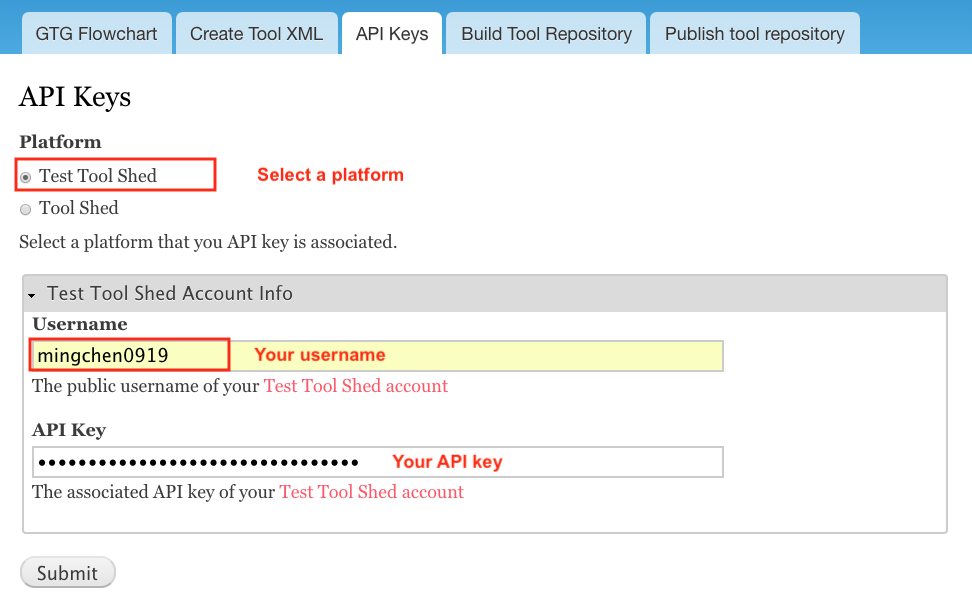 GTG Flowchart Create Tool XML API Keys Build Tool Repository Publish tool repository
API Keys
Platform
Test Tool Shed Select a platform
Tool Shed
Select a platform that you API key is associated.
Test Tool Shed Account Info
Username
mingchen0919 Your username
The public username of your Test Tool Shed account
API Key
•••••••••••••••••••••••••••••••• Your API key
The associated API key of your Test Tool Shed account
Submit